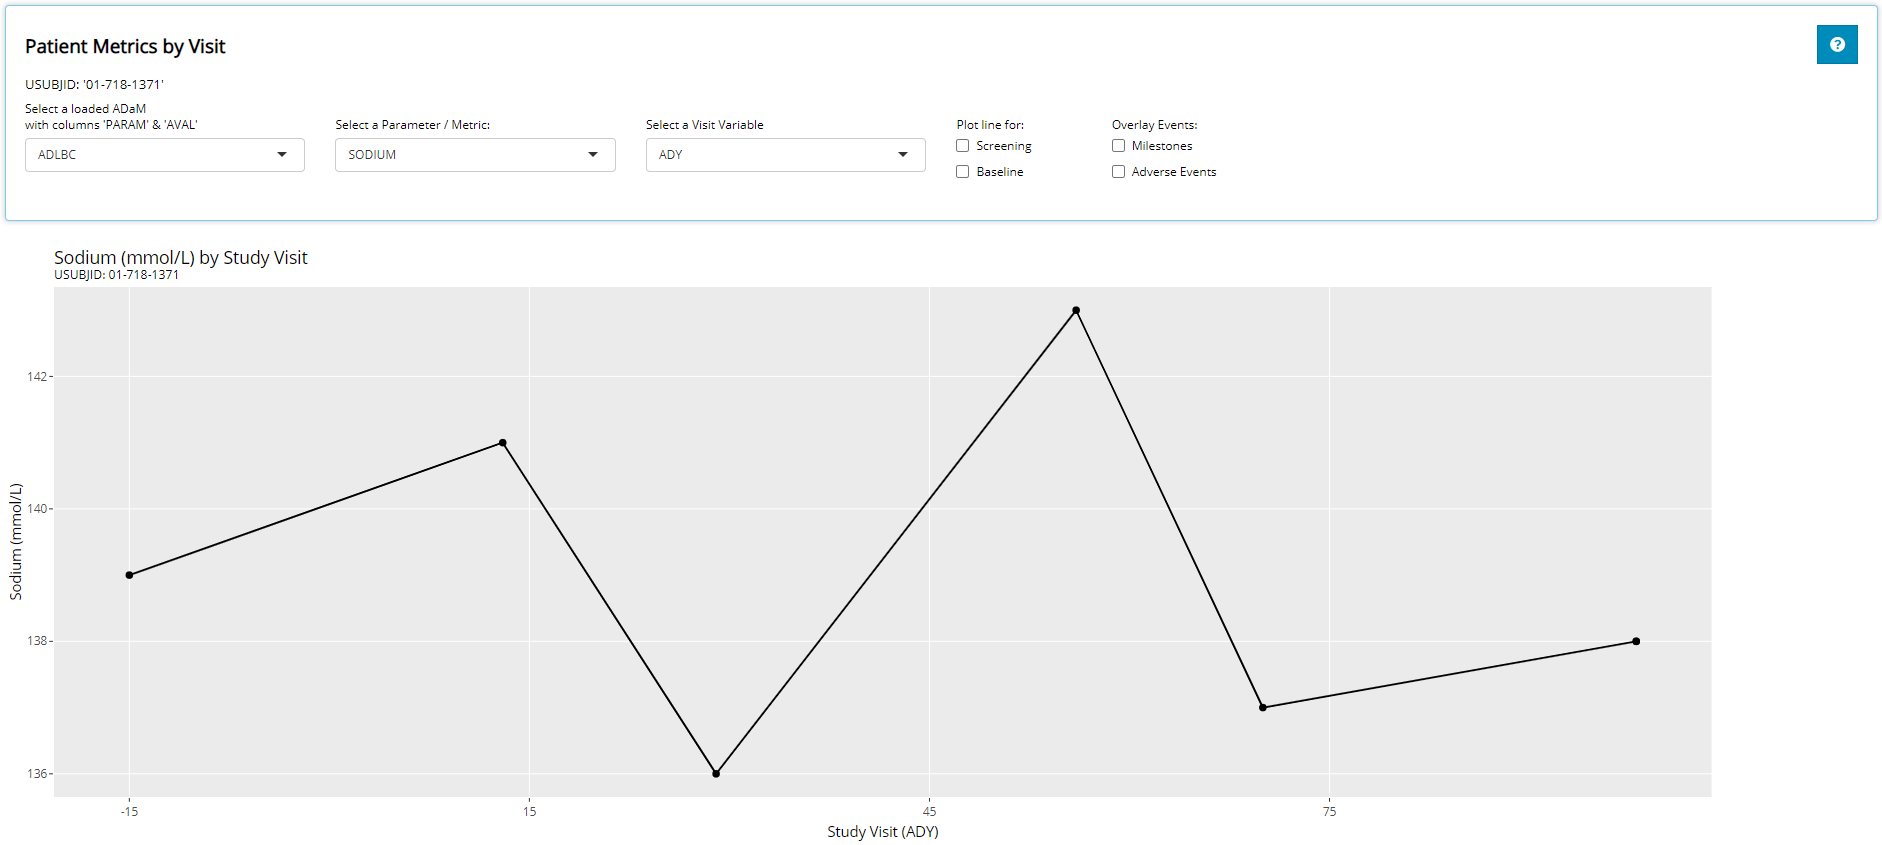 Patient Metrics by Visit
?
USUBJID: '01-718-1371'
Select a loaded ADaM
with columns 'PARAM' & 'AVAL'
ADLBC
Select a Parameter / Metric:
SODIUM
Select a Visit Variable
ADY
Plot line for:
Screening
Baseline
Overlay Events:
Milestones
Adverse Events
Sodium (mmol/L) by Study Visit
USUBJID: 01-718-1371
Sodium (mmol/L)
142
140
138
136
-15 15 45 75
Study Visit (ADY)